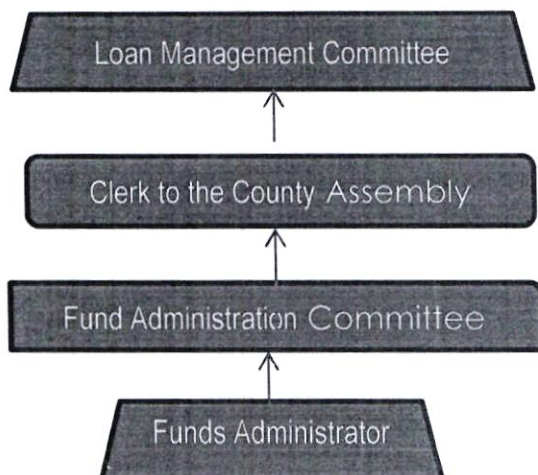 Loan Management Committee
Clerk to the County Assembly
Fund Administration Committee
Funds Administrator